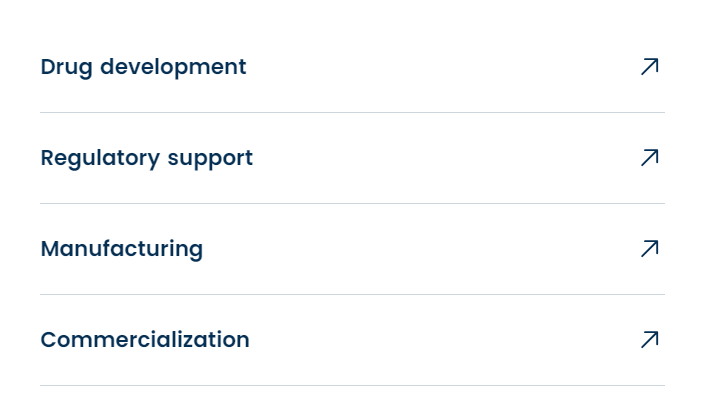 Drug development
Regulatory support
Manufacturing
Commercialization